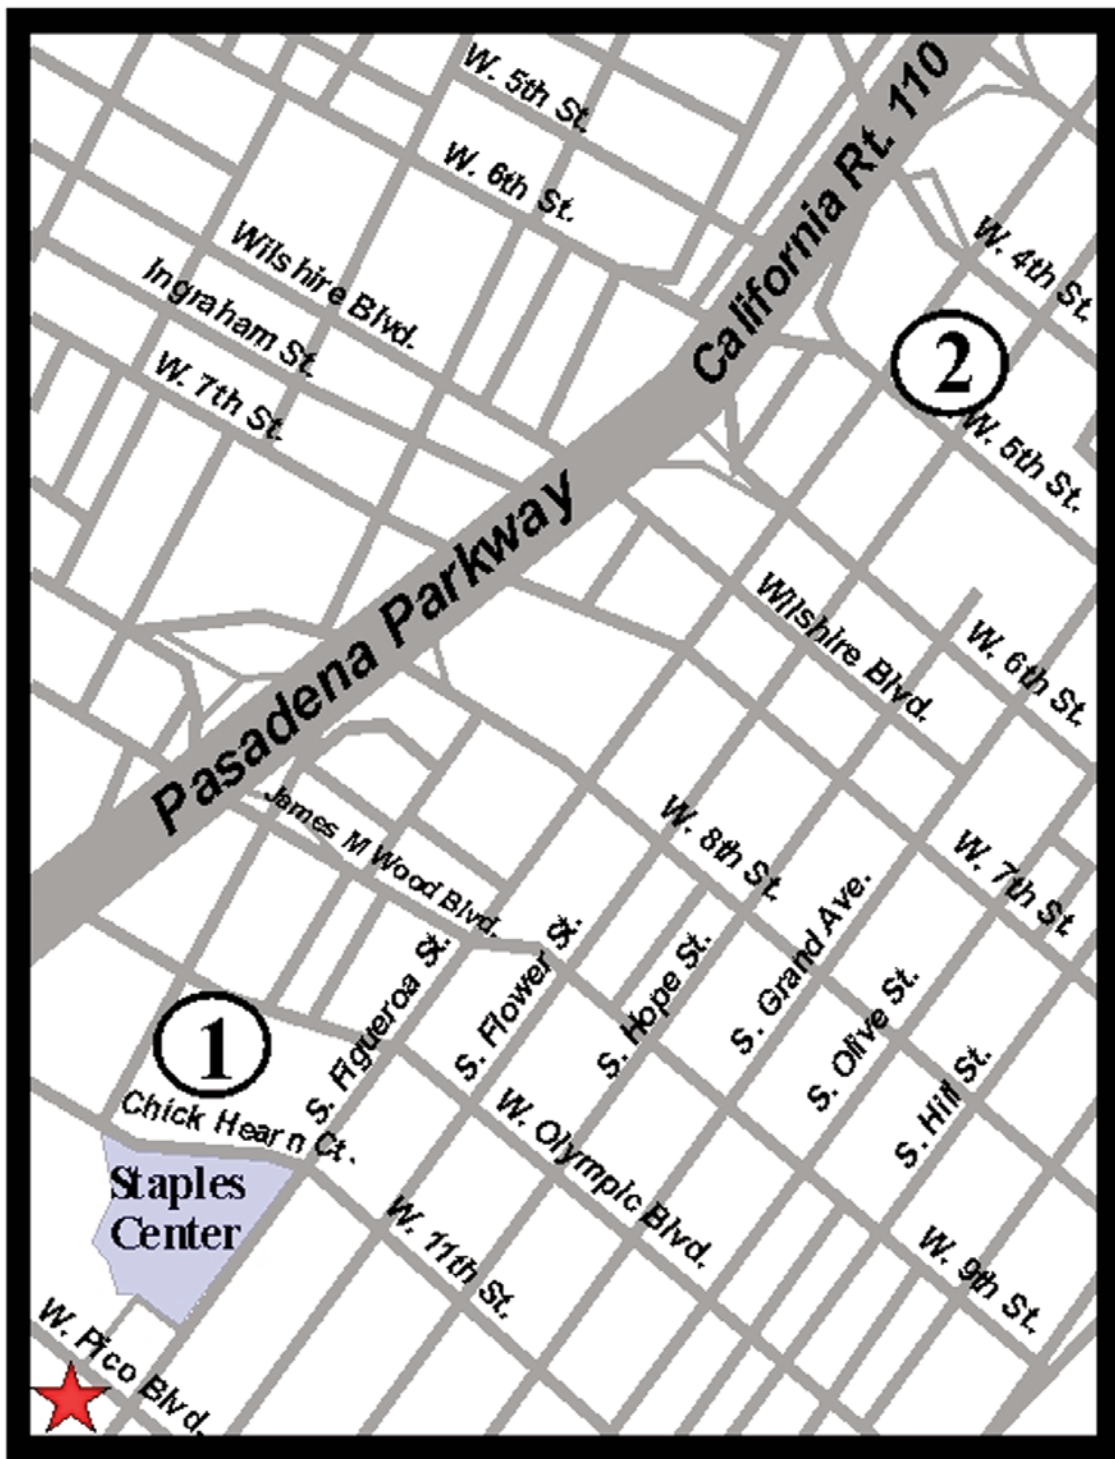 W. 5th St.
California Rt. 110
W. 6th St.
W. 4th St.
Wilshire Blvd.
Ingraham St.
2
W. 7th St.
W. 5th St.
Pasadena Parkway
Wilshire Blvd.
W. 6th St.
James M Wood Blvd.
W. 8th St.
W. 7th St.
S. Figueroa St.
S. Flower St.
S. Hope St.
S. Grand Ave.
S. Olive St.
S. Hill St.
1
Chick Hearn Ct.
W. Olympic Blvd.
Staples
Center
W. 11th St.
W. 9th St.
W. Pico Blvd.